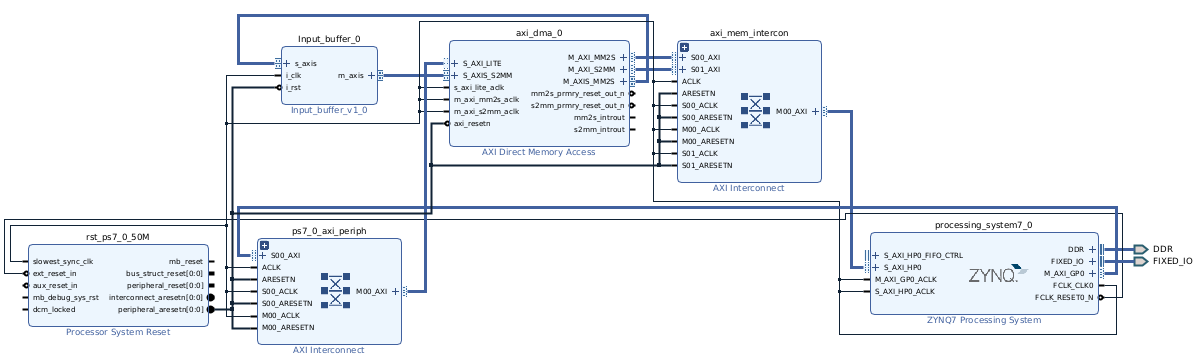 Input_buffer_0
s_axis
i_clk
i_rst
m_axis
Input_buffer_v1_0
axi_dma_0
S_AXI_LITE
S_AXIS_S2MM
s_axi_lite_aclk
m_axi_mm2s_aclk
m_axi_s2mm_aclk
axi_resetn
M_AXI_MM2S
M_AXI_S2MM
M_AXIS_MM2S
mm2s_prmry_reset_out_n
s2mm_prmry_reset_out_n
mm2s_introut
s2mm_introut
AXI Direct Memory Access
axi_mem_intercon
S00_AXI
S01_AXI
ACLK
ARESETN
S00_ACLK
S00_ARESETN
M00_ACLK
M00_ARESETN
S01_ACLK
S01_ARESETN
M00_AXI
AXI Interconnect
rst_ps7_0_50M
slowest_sync_clk
ext_reset_in
aux_reset_in
mb_debug_sys_rst
dcm_locked
mb_reset
bus_struct_reset[0:0]
peripheral_reset[0:0]
interconnect_aresetn[0:0]
peripheral_aresetn[0:0]
Processor System Reset
ps7_0_axi_periph
S00_AXI
ACLK
ARESETN
S00_ACLK
S00_ARESETN
M00_ACLK
M00_ARESETN
M00_AXI
AXI Interconnect
processing_system7_0
S_AXI_HP0_FIFO_CTRL
S_AXI_HP0
M_AXI_GP0_ACLK
S_AXI_HP0_ACLK
ZYNQ
DDR
FIXED_IO
M_AXI_GP0
FCLK_CLK0
FCLK_RESET0_N
ZYNQ7 Processing System
DDR
FIXED_IO